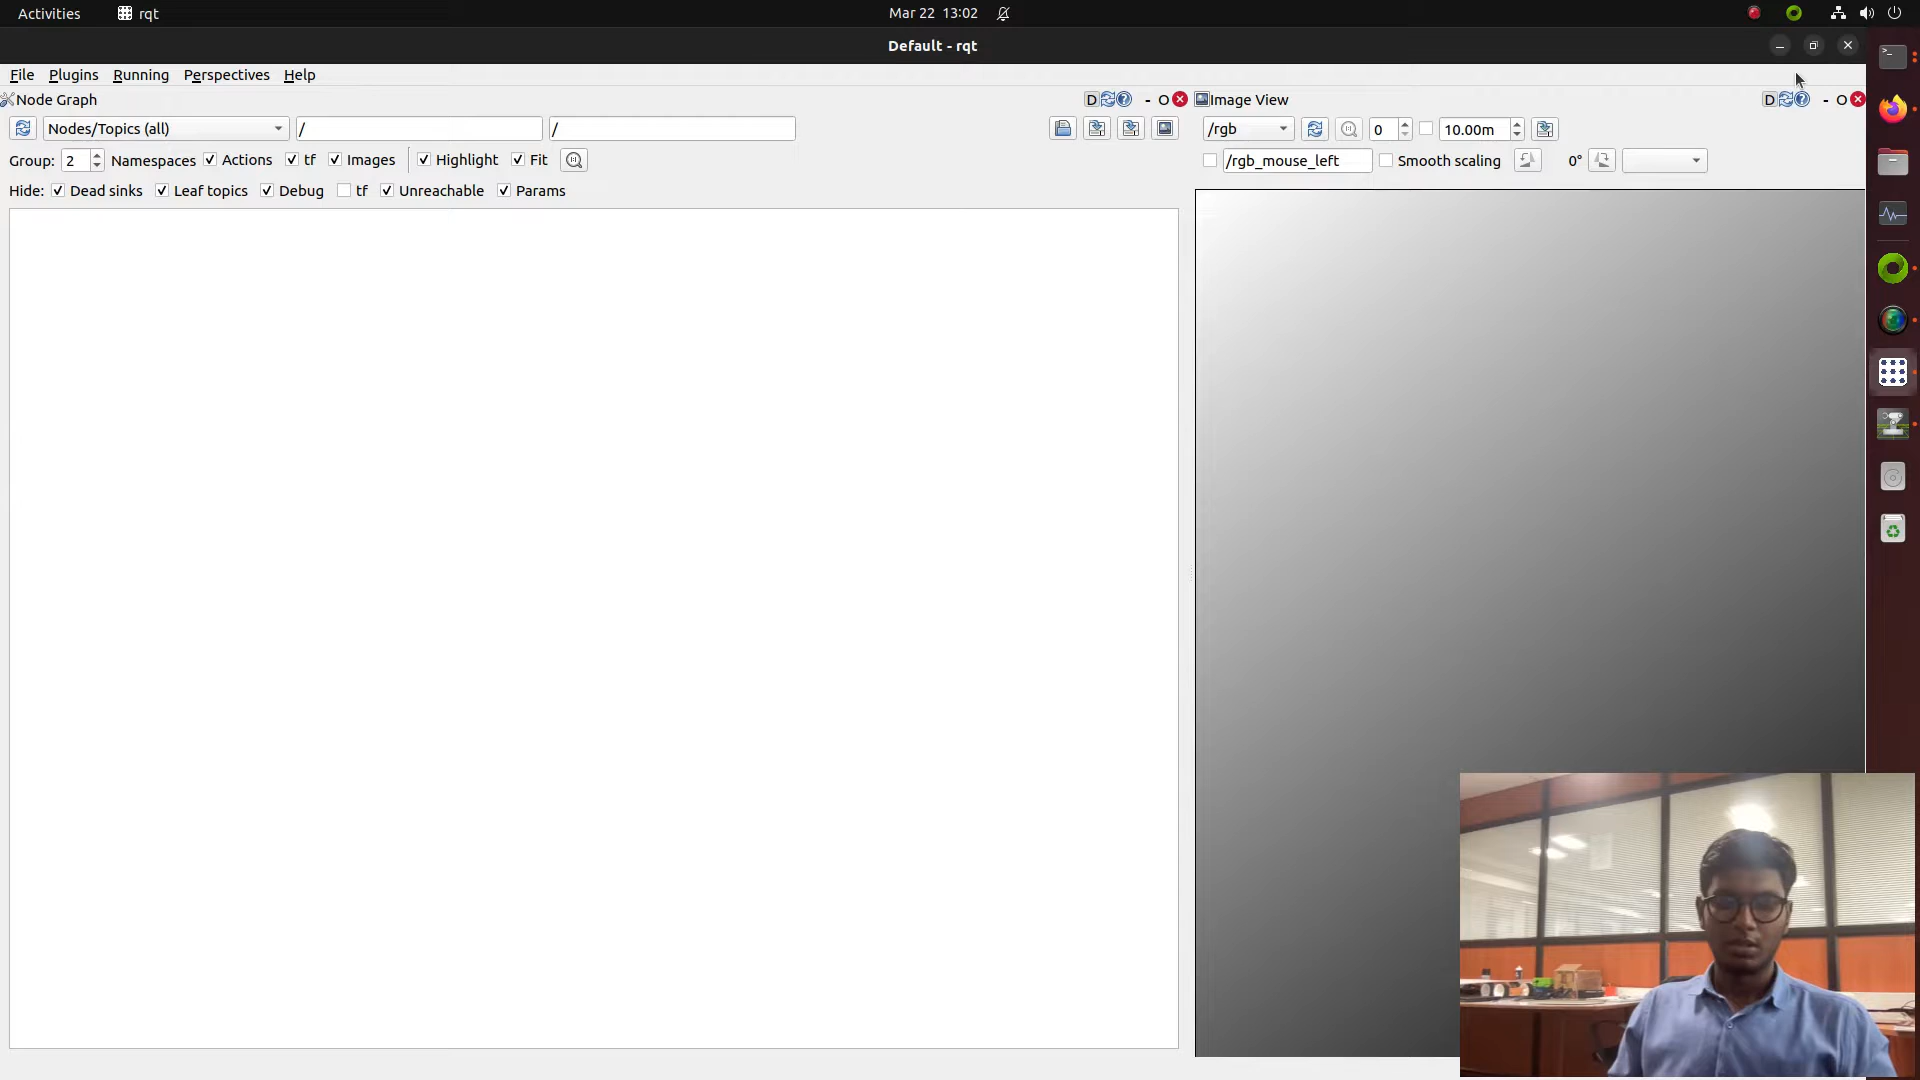 Activities rqt Mar 22 13:02
Default - rqt
File Plugins Running Perspectives Help
Node Graph D - O Image View D - O
Nodes/Topics (all) / / /rgb 0 10.00m
Group: 2 Namespaces Actions tf Images Highlight Fit /rgb_mouse_left Smooth scaling 0°
Hide: Dead sinks Leaf topics Debug tf Unreachable Params